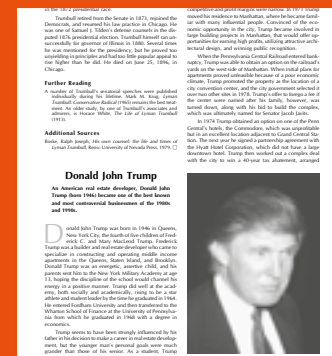 in the 1872 presidential race.
Trumbull retired from the Senate in 1873, rejoined the
Democrats, and resumed his law practice in Chicago. He
was one of Samuel J. Tilden's defense counsels in the dis-
puted 1876 presidential election. Trumbull himself ran un-
successfully for governor of Illinois in 1880. Several times
he was mentioned for the presidency, but he proved too
unyielding in principles and had too little popular appeal to
rise higher than he did. He died on June 25, 1896, in
Chicago.
Further Reading
A number of Trumbull's senatorial speeches were published
individually during his lifetime. Mark M. Krug, Lyman
Trumbull: Conservative Radical (1965) remains the best treat-
ment. An older study, by one of Trumbull's associates and
admirers, is Horace White, The Life of Lyman Trumbull
(1913).
Additional Sources
Roske, Ralph Joseph, His own counsel: the life and times of
Lyman Trumbull, Reno: University of Nevada Press, 1979. □
Donald John Trump
An American real estate developer, Donald John
Trump (born 1946) became one of the best known
and most controversial businessmen of the 1980s
and 1990s.
Donald John Trump was born in 1946 in Queens,
New York City, the fourth of five children of Fred-
erick C. and Mary MacLeod Trump. Frederick
Trump was a builder and real estate developer who came to
specialize in constructing and operating middle income
apartments in the Queens, Staten Island, and Brooklyn.
Donald Trump was an energetic, assertive child, and his
parents sent him to the New York Military Academy at age
13, hoping the discipline of the school would channel his
energy in a positive manner. Trump did well at the acad-
emy, both socially and academically, rising to be a star
athlete and student leader by the time he graduated in 1964.
He entered Fordham University and then transferred to the
Wharton School of Finance at the University of Pennsylva-
nia from which he graduated in 1968 with a degree in
economics.
Trump seems to have been strongly influenced by his
father in his decision to make a career in real estate develop-
ment, but the younger man's personal goals were much
grander than those of his senior. As a student, Trump
competitive and profit margins were narrow. In 1971 Trump
moved his residence to Manhattan, where he became famil-
iar with many influential people. Convinced of the eco-
nomic opportunity in the city, Trump became involved in
large building projects in Manhattan, that would offer op-
portunities for earning high profits, utilizing attractive archi-
tectural design, and winning public recognition.
When the Pennsylvania Central Railroad entered bank-
ruptcy, Trump was able to obtain an option on the railroad's
yards on the west side of Manhattan. When initial plans for
apartments proved unfeasible because of a poor economic
climate, Trump promoted the property as the location of a
city convention center, and the city government selected it
over two other sites in 1978. Trump's offer to forego a fee if
the center were named after his family, however, was
turned down, along with his bid to build the complex,
which was ultimately named for Senator Jacob Javits.
In 1974 Trump obtained an option on one of the Penn
Central's hotels, the Commodore, which was unprofitable
but in an excellent location adjacent to Grand Central Sta-
tion. The next year he signed a partnership agreement with
the Hyatt Hotel Corporation, which did not have a large
downtown hotel. Trump then worked out a complex deal
with the city to win a 40-year tax abatement, arranged